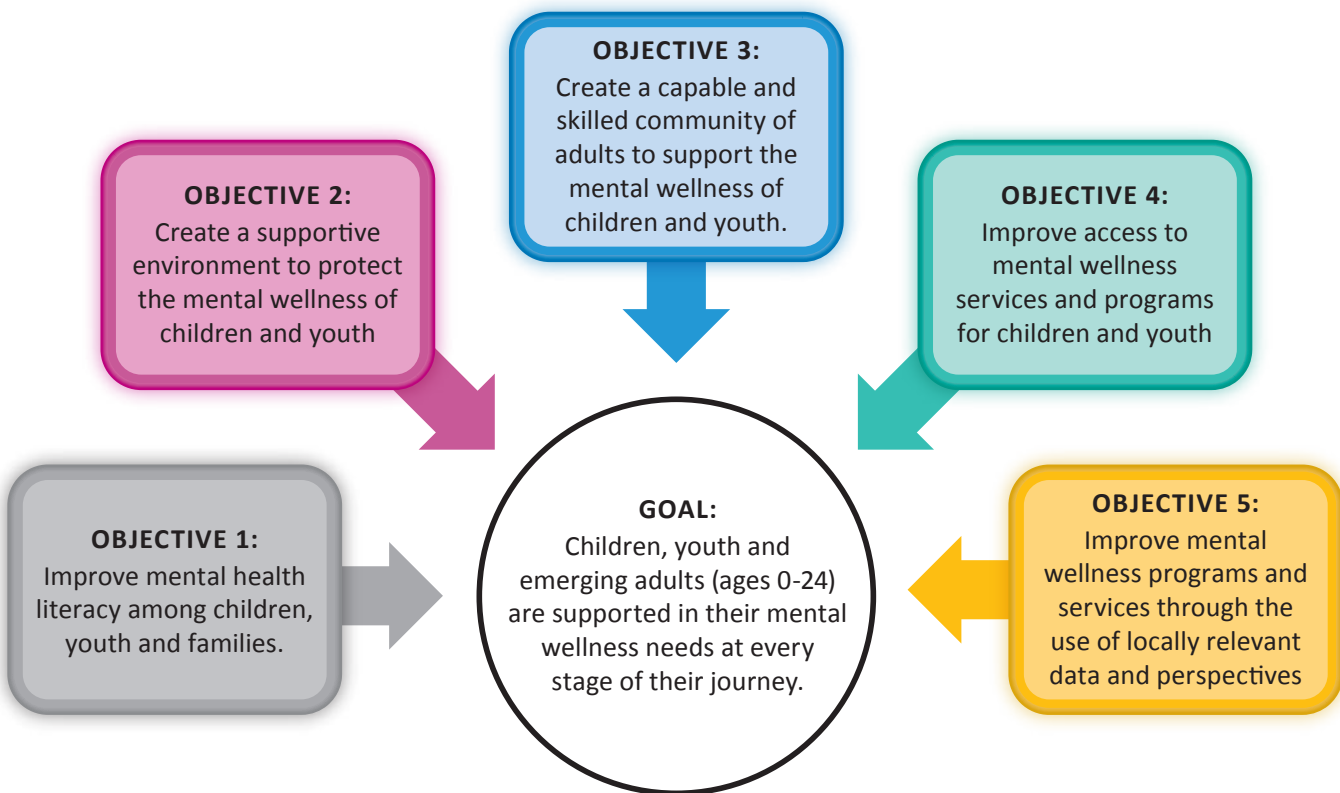 OBJECTIVE 3:
Create a capable and
skilled community of
adults to support the
mental wellness of
children and youth.
OBJECTIVE 2:
Create a supportive
environment to protect
the mental wellness of
children and youth
OBJECTIVE 4:
Improve access to
mental wellness
services and programs
for children and youth
OBJECTIVE 1:
Improve mental health
literacy among children,
youth and families.
GOAL:
Children, youth and
emerging adults (ages 0-24)
are supported in their mental
wellness needs at every
stage of their journey.
OBJECTIVE 5:
Improve mental
wellness programs and
services through the
use of locally relevant
data and perspectives